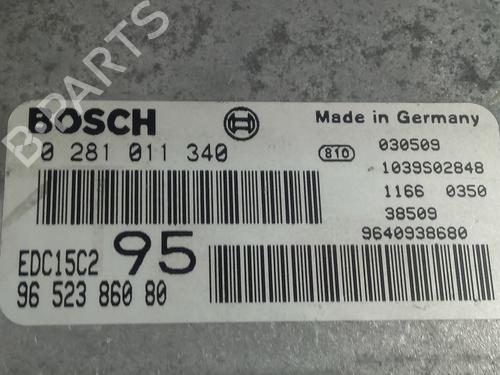 B-PARTS
BOSCH
Made in Germany
0 281 011 340
810
030509
1039S02848
1166 0350
38509
9640938680
EDC15C2 95
96 523 860 80